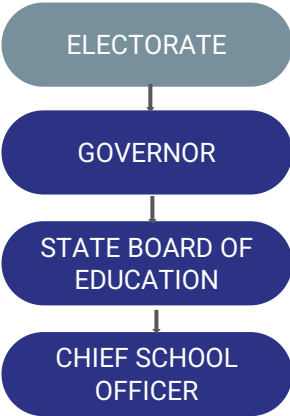 ELECTORATE
GOVERNOR
STATE BOARD OF
EDUCATION
CHIEF SCHOOL
OFFICER